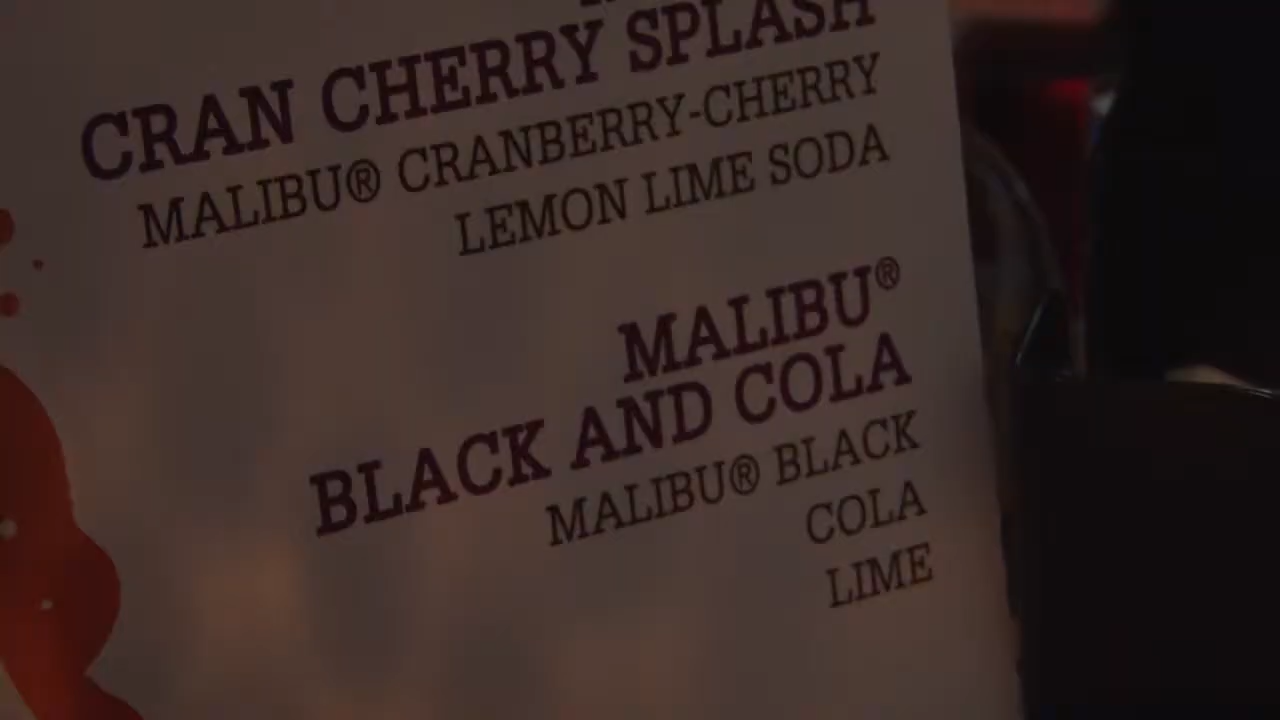 CRAN CHERRY SPLASH
MALIBU® CRANBERRY-CHERRY
LEMON LIME SODA
MALIBU®
BLACK AND COLA
MALIBU® BLACK
COLA
LIME